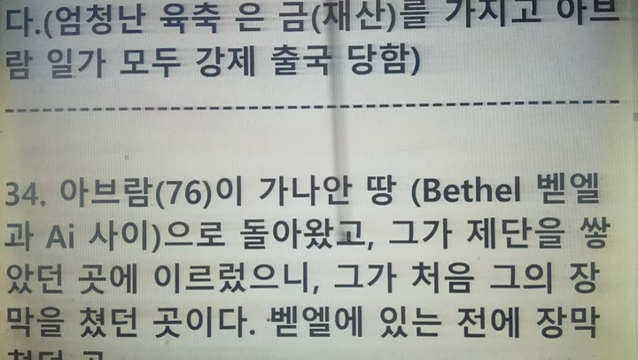 다.(엄청난 육축 은 금(재산)를 가지고 아브
람 일가 모두 강제 출국 당함)
34. 아브람(76)이 가나안 땅 (Bethel 벧엘
과 Ai 사이)으로 돌아왔고, 그가 제단을 쌓
았던 곳에 이르렀으니, 그가 처음 그의 장
막을 쳤던 곳이다. 벧엘에 있는 전에 장막
쳤던 곳